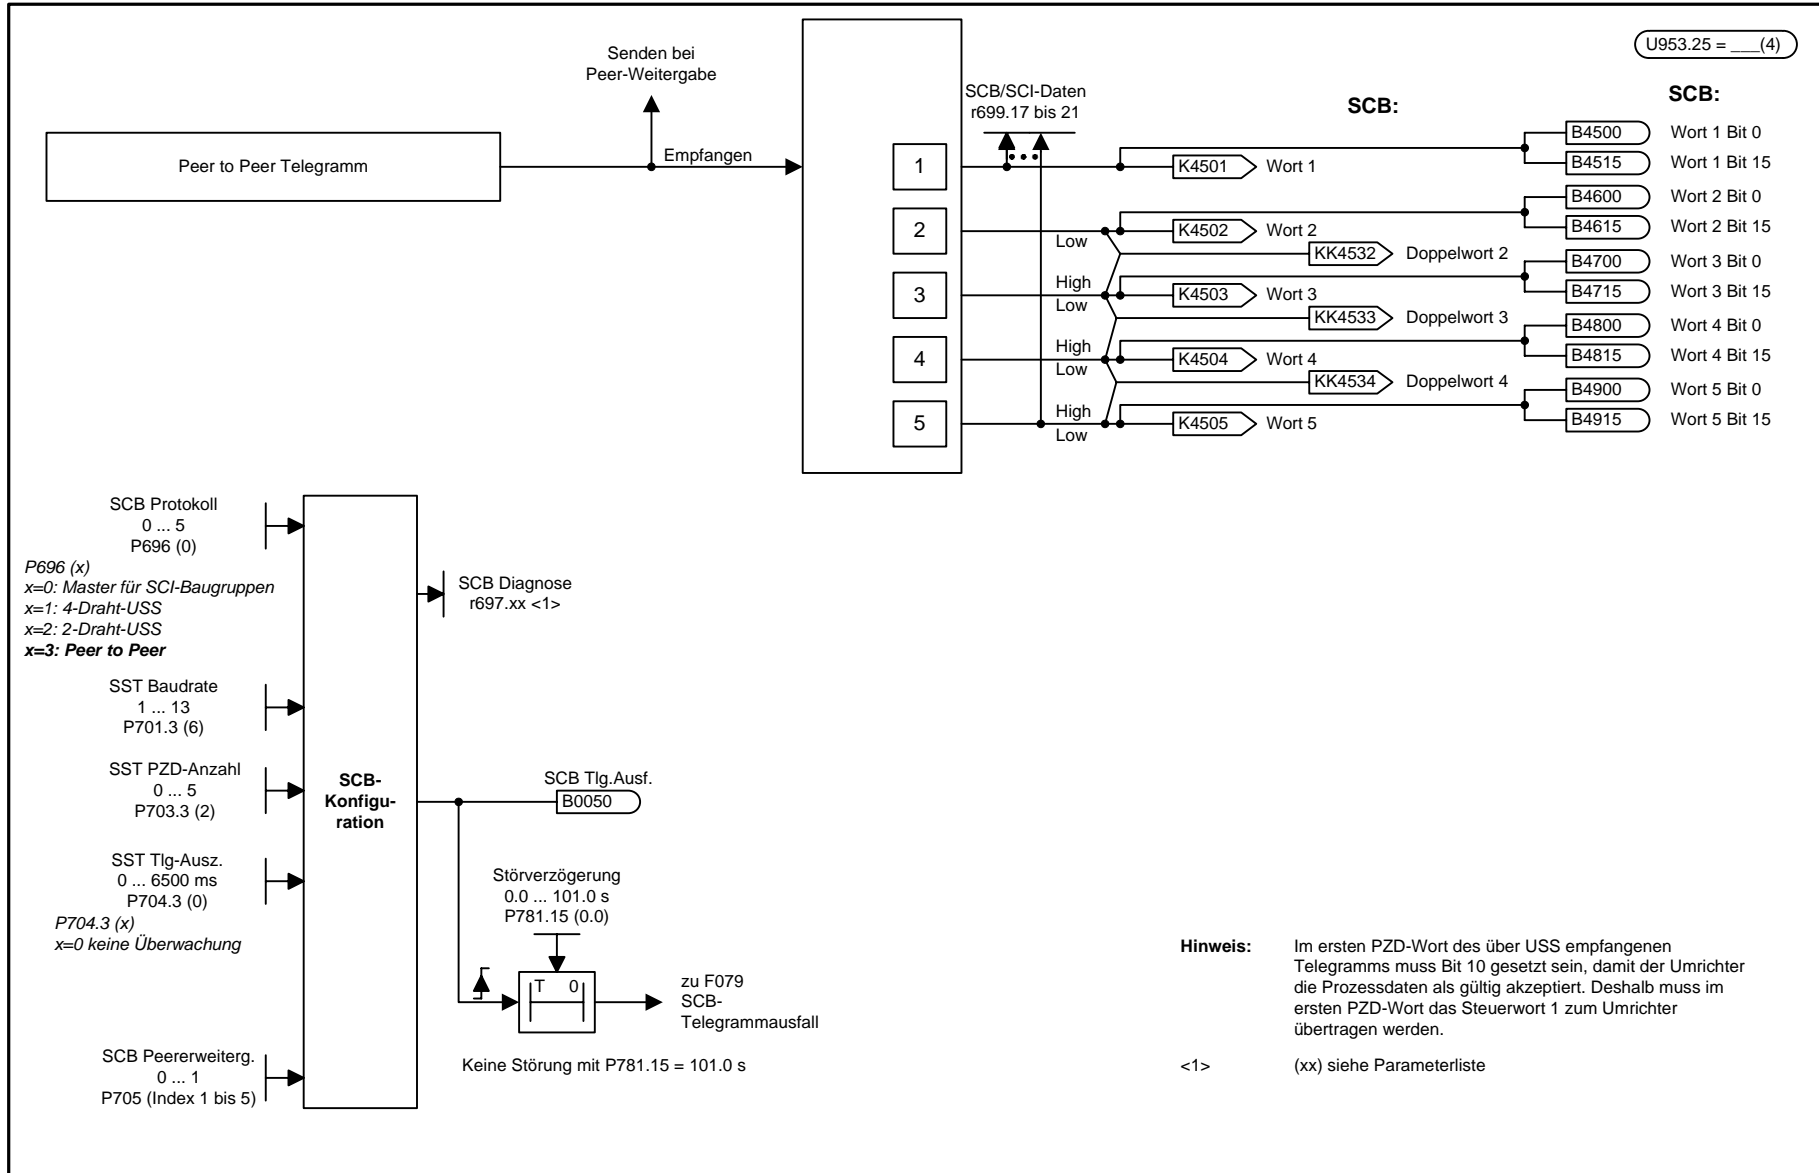 U953.25 = ___(4)
Senden bei
Peer-Weitergabe
SCB/SCI-Daten
r699.17 bis 21
SCB:
SCB:
Peer to Peer Telegramm
Empfangen
1
K4501
Wort 1
B4500
Wort 1 Bit 0
B4515
Wort 1 Bit 15
2
Low
K4502
Wort 2
B4600
Wort 2 Bit 0
B4615
Wort 2 Bit 15
KK4532
Doppelwort 2
3
High
Low
K4503
Wort 3
B4700
Wort 3 Bit 0
B4715
Wort 3 Bit 15
KK4533
Doppelwort 3
4
High
Low
K4504
Wort 4
B4800
Wort 4 Bit 0
B4815
Wort 4 Bit 15
KK4534
Doppelwort 4
5
High
Low
K4505
Wort 5
B4900
Wort 5 Bit 0
B4915
Wort 5 Bit 15
SCB Protokoll
0 ... 5
P696 (0)
P696 (x)
x=0: Master für SCI-Baugruppen
x=1: 4-Draht-USS
x=2: 2-Draht-USS
x=3: Peer to Peer
SCB Diagnose
r697.xx <1>
SST Baudrate
1 ... 13
P701.3 (6)
SST PZD-Anzahl
0 ... 5
P703.3 (2)
SCB-
Konfigu-
ration
SCB Tlg.Ausf.
B0050
SST Tlg-Ausz.
0 ... 6500 ms
P704.3 (0)
P704.3 (x)
x=0 keine Überwachung
Störverzögerung
0.0 ... 101.0 s
P781.15 (0.0)
T 0
zu F079
SCB-
Telegrammausfall
Keine Störung mit P781.15 = 101.0 s
SCB Peererweiterg.
0 ... 1
P705 (Index 1 bis 5)
Hinweis:
Im ersten PZD-Wort des über USS empfangenen
Telegramms muss Bit 10 gesetzt sein, damit der Umrichter
die Prozessdaten als gültig akzeptiert. Deshalb muss im
ersten PZD-Wort das Steuerwort 1 zum Umrichter
übertragen werden.
<1>
(xx) siehe Parameterliste